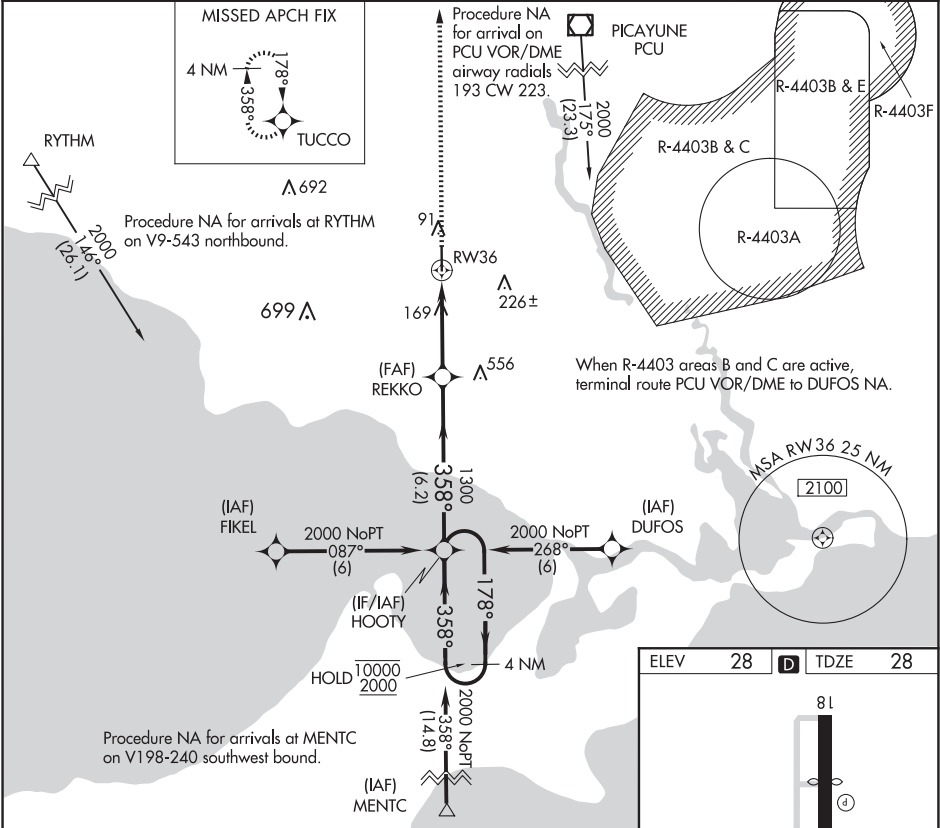 MISSED APCH FIX
4 NM
178°
358°
TUCCO
Procedure NA
for arrival on
PCU VOR/DME
airway radials
193 CW 223.
PICAYUNE
PCU
2000
175°
(23.3)
R-4403B & E
R-4403F
R-4403B & C
R-4403A
RYTHM
2000
146°
(26.1)
692
Procedure NA for arrivals at RYTHM
on V9-543 northbound.
91
RW36
226±
699
169
(FAF)
REKKO
556
When R-4403 areas B and C are active,
terminal route PCU VOR/DME to DUFOS NA.
1300
358°
(6.2)
MSA RW36 25 NM
2100
(IAF)
FIKEL
2000 NoPT
087°
(6)
2000 NoPT
268°
(6)
(IAF)
DUFOS
(IF/IAF)
HOOTY
358°
178°
HOLD
10000
2000
4 NM
2000 NoPT
358°
(14.8)
Procedure NA for arrivals at MENTC
on V198-240 southwest bound.
(IAF)
MENTC
ELEV 28 D TDZE 28
18
P